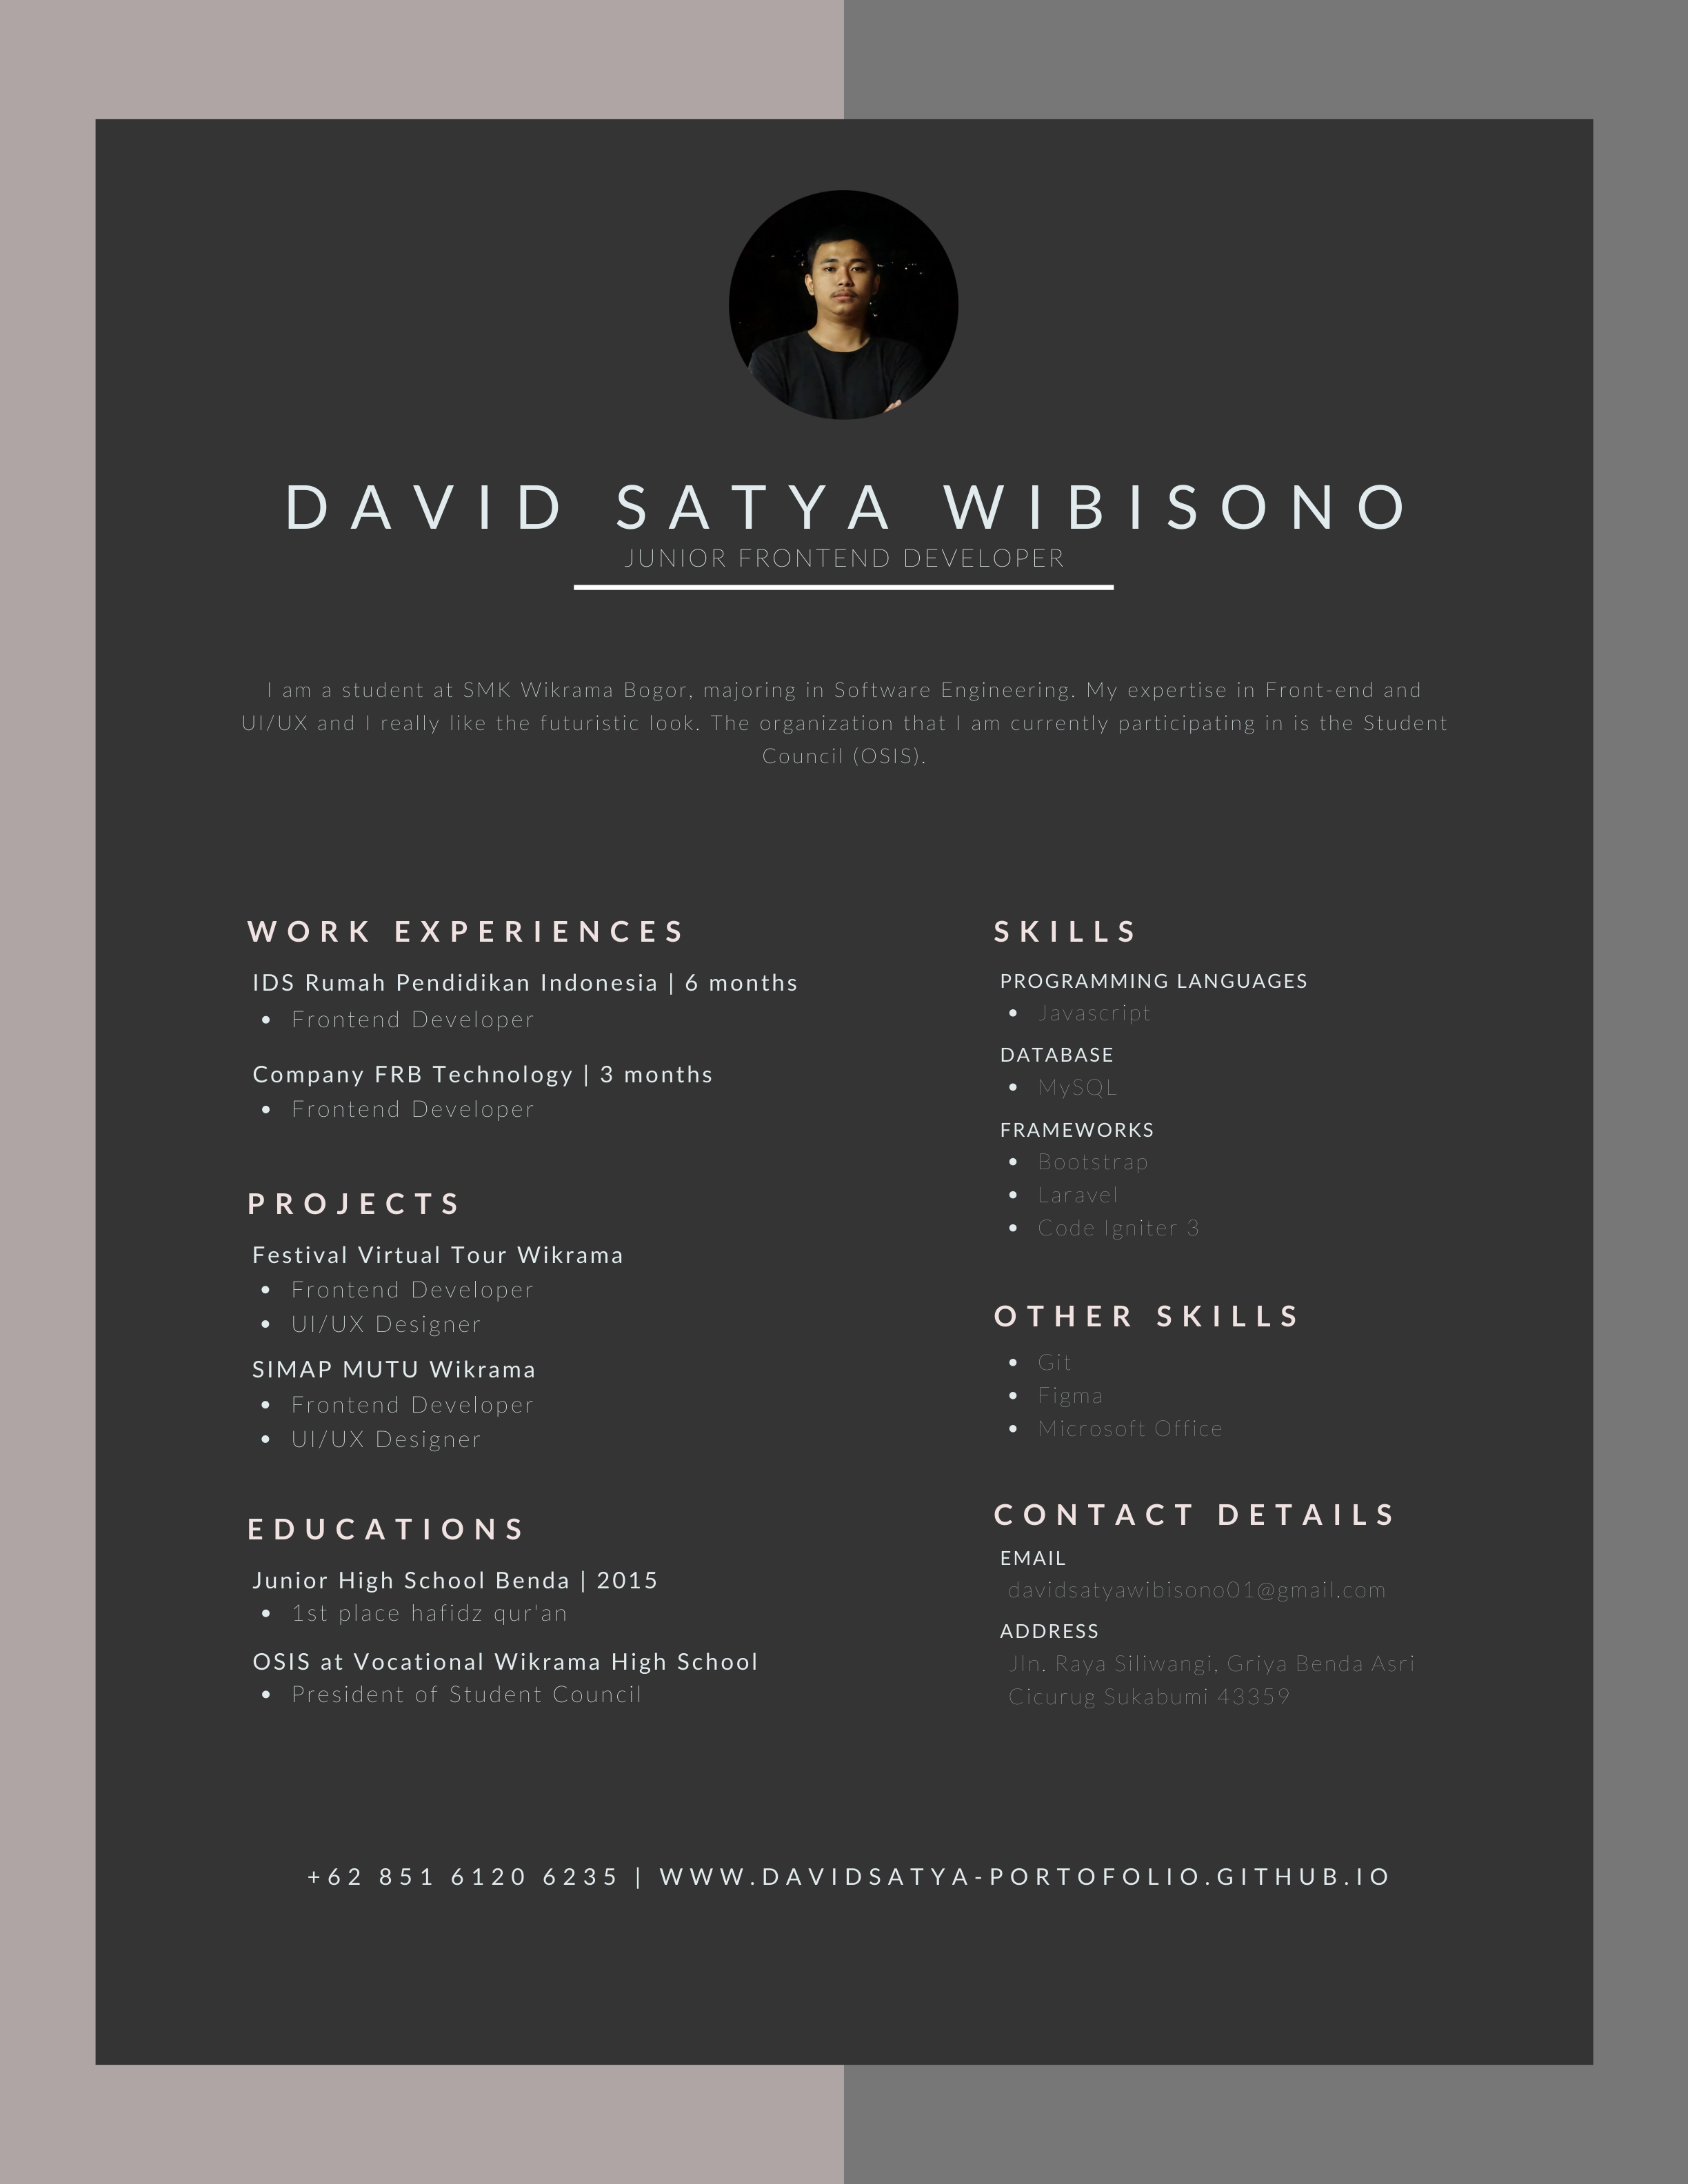 DAVID SATYA WIBISONO
JUNIOR FRONTEND DEVELOPER
I am a student at SMK Wikrama Bogor, majoring in Software Engineering. My expertise in Front-end and
UI/UX and I really like the futuristic look. The organization that I am currently participating in is the Student
Council (OSIS).
WORK EXPERIENCES
IDS Rumah Pendidikan Indonesia | 6 months
• Frontend Developer
Company FRB Technology | 3 months
• Frontend Developer
PROJECTS
Festival Virtual Tour Wikrama
• Frontend Developer
• UI/UX Designer
SIMAP MUTU Wikrama
• Frontend Developer
• UI/UX Designer
EDUCATIONS
Junior High School Benda | 2015
• 1st place hafidz qur'an
OSIS at Vocational Wikrama High School
• President of Student Council
SKILLS
PROGRAMMING LANGUAGES
• Javascript
DATABASE
• MySQL
FRAMEWORKS
• Bootstrap
• Laravel
• Code Igniter 3
OTHER SKILLS
• Git
• Figma
• Microsoft Office
CONTACT DETAILS
EMAIL
davidsatyawibisono01@gmail.com
ADDRESS
Jln. Raya Siliwangi, Griya Benda Asri
Cicurug Sukabumi 43359
+62 851 6120 6235 | WWW.DAVIDSATYA-PORTOFOLIO.GITHUB.IO